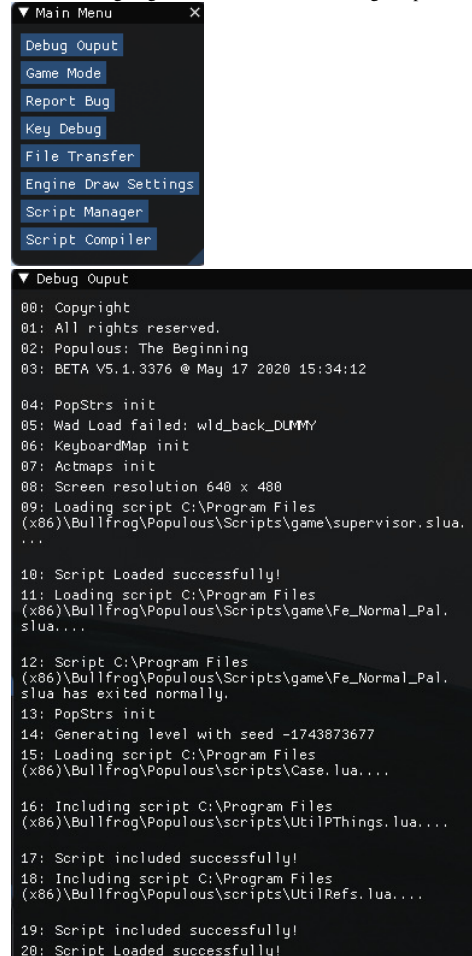 ▼ Main Menu ×
Debug Ouput
Game Mode
Report Bug
Key Debug
File Transfer
Engine Draw Settings
Script Manager
Script Compiler
▼ Debug Ouput
00: Copyright
01: All rights reserved.
02: Populous: The Beginning
03: BETA V5.1.3376 @ May 17 2020 15:34:12
04: PopStrs init
05: Wad Load failed: wld_back_DUMMY
06: KeyboardMap init
07: Actmaps init
08: Screen resolution 640 x 480
09: Loading script C:\Program Files
(x86)\Bullfrog\Populous\Scripts\game\supervisor.slua.
...
10: Script Loaded successfully!
11: Loading script C:\Program Files
(x86)\Bullfrog\Populous\Scripts\game\Fe_Normal_Pal.
slua....
12: Script C:\Program Files
(x86)\Bullfrog\Populous\Scripts\game\Fe_Normal_Pal.
slua has exited normally.
13: PopStrs init
14: Generating level with seed -1743873677
15: Loading script C:\Program Files
(x86)\Bullfrog\Populous\scripts\Case.lua....
16: Including script C:\Program Files
(x86)\Bullfrog\Populous\scripts\UtilPThings.lua....
17: Script included successfully!
18: Including script C:\Program Files
(x86)\Bullfrog\Populous\scripts\UtilRefs.lua....
19: Script included successfully!
20: Script Loaded successfully!